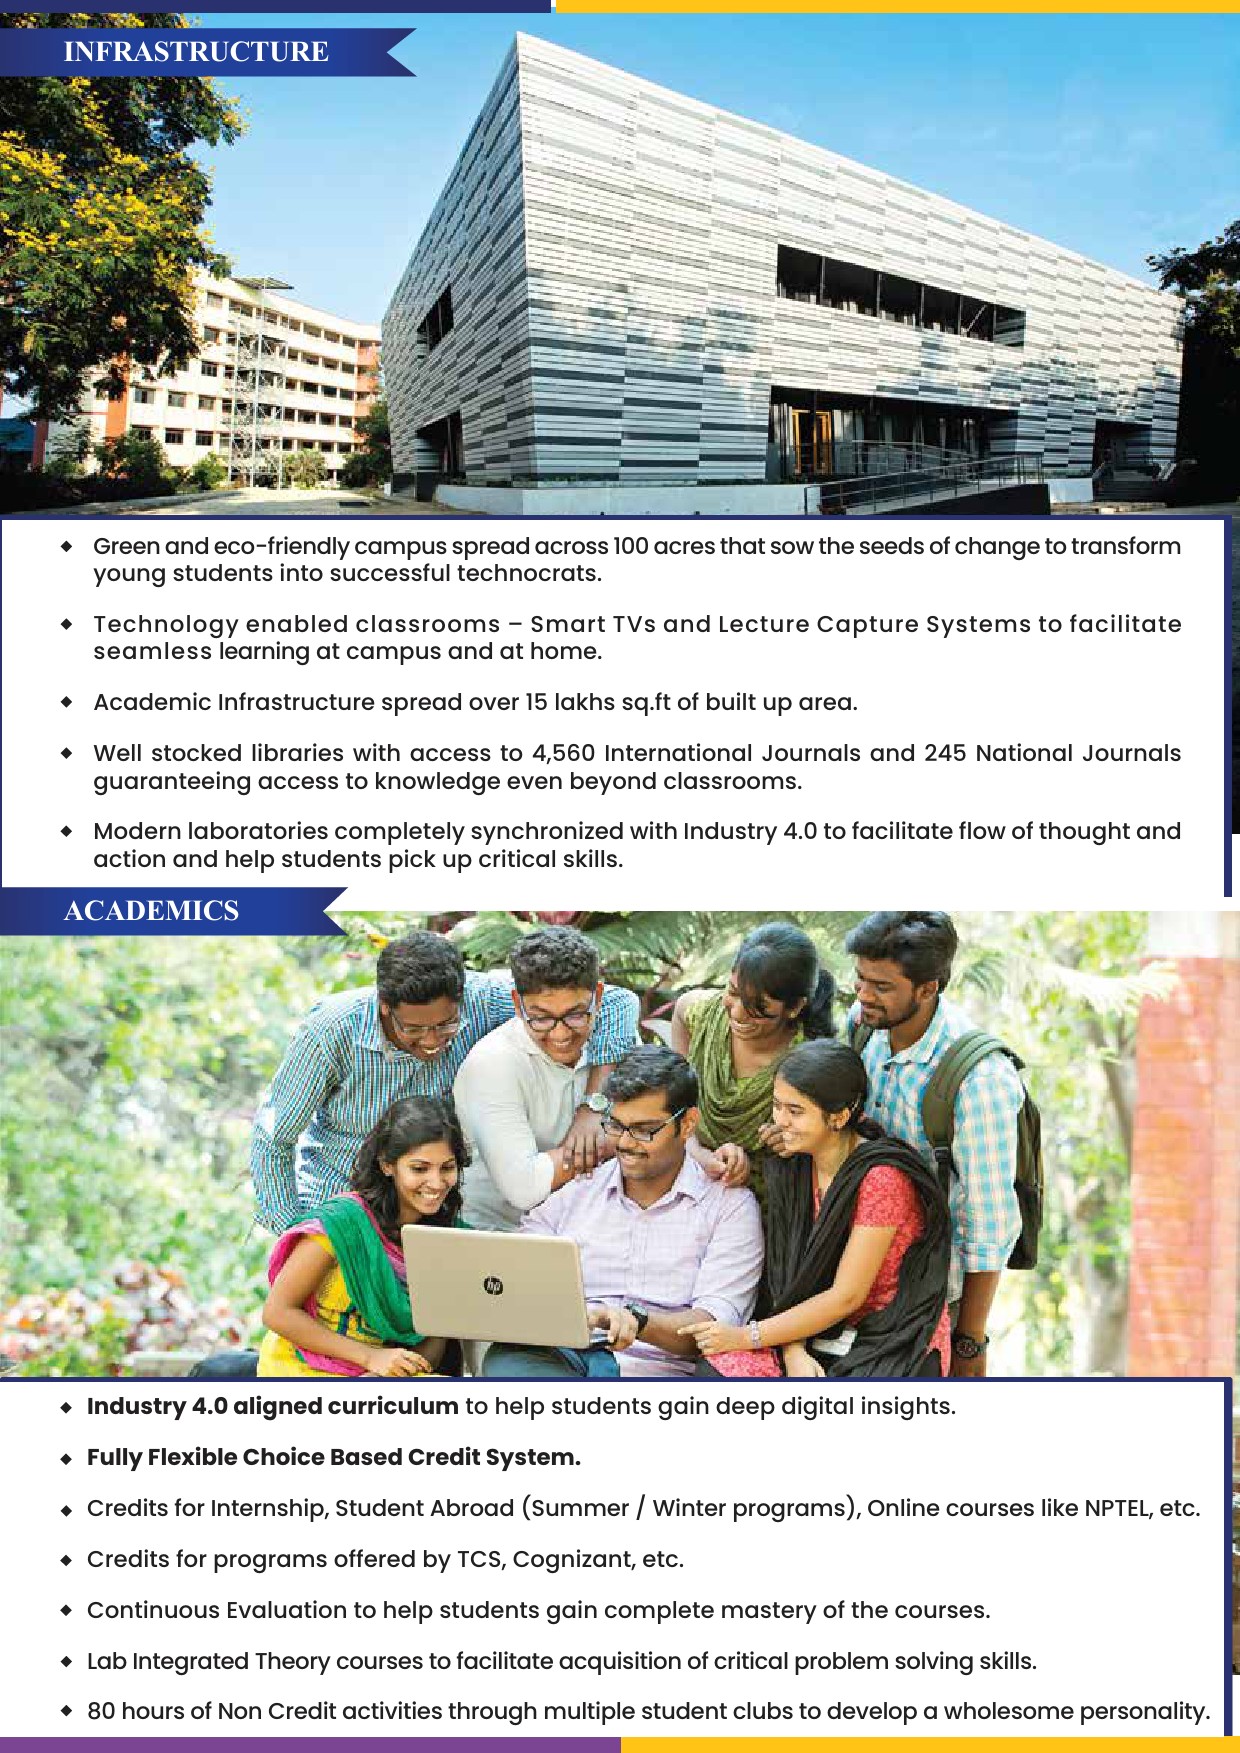 INFRASTRUCTURE
◆ Green and eco-friendly campus spread across 100 acres that sow the seeds of change to transform
young students into successful technocrats.
◆ Technology enabled classrooms – Smart TVs and Lecture Capture Systems to facilitate
seamless learning at campus and at home.
◆ Academic Infrastructure spread over 15 lakhs sq.ft of built up area.
◆ Well stocked libraries with access to 4,560 International Journals and 245 National Journals
guaranteeing access to knowledge even beyond classrooms.
◆ Modern laboratories completely synchronized with Industry 4.0 to facilitate flow of thought and
action and help students pick up critical skills.
ACADEMICS
hp
◆ Industry 4.0 aligned curriculum to help students gain deep digital insights.
◆ Fully Flexible Choice Based Credit System.
◆ Credits for Internship, Student Abroad (Summer / Winter programs), Online courses like NPTEL, etc.
◆ Credits for programs offered by TCS, Cognizant, etc.
◆ Continuous Evaluation to help students gain complete mastery of the courses.
◆ Lab Integrated Theory courses to facilitate acquisition of critical problem solving skills.
◆ 80 hours of Non Credit activities through multiple student clubs to develop a wholesome personality.